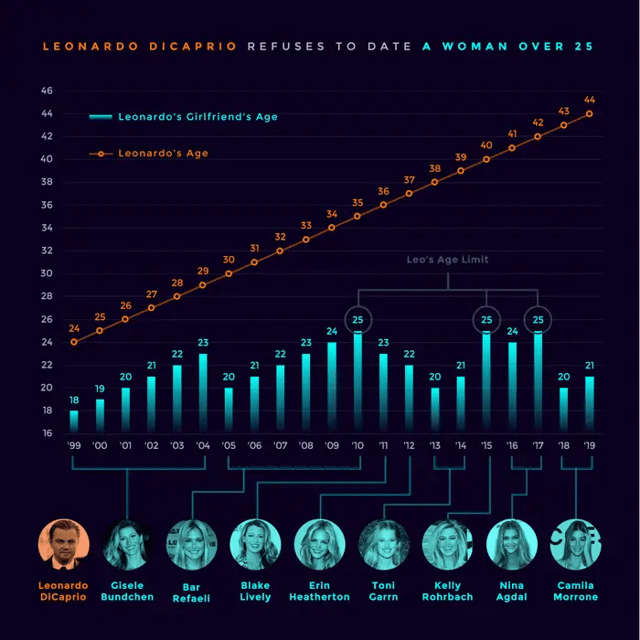 LEONARDO DICAPRIO REFUSES TO DATE A WOMAN OVER 25
46
44
42
40
38
36
34
32
30
28
26
24
22
20
18
16
Leonardo's Girlfriend's Age
Leonardo's Age
24 25 26 27 28 29 30 31 32 33 34 35 36 37 38 39 40 41 42 43 44
Leo's Age Limit
18 19 20 21 22 23 20 21 22 23 24 25 23 22 20 21 25 24 25 20 21
'99 '00 '01 '02 '03 '04 '05 '06 '07 '08 '09 '10 '11 '12 '13 '14 '15 '16 '17 '18 '19
Leonardo
DiCaprio
Gisele
Bundchen
Bar
Refaeli
Blake
Lively
Erin
Heatherton
Toni
Garrn
Kelly
Rohrbach
Nina
Agdal
Camila
Morrone